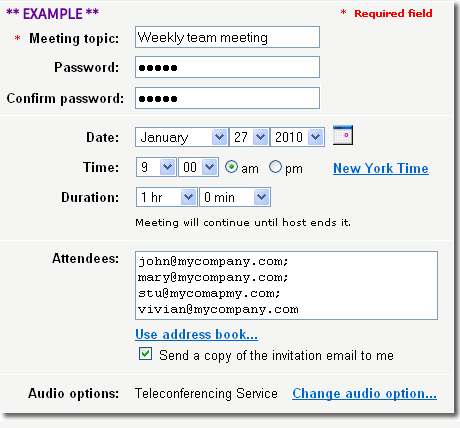 ** EXAMPLE ** * Required field
* Meeting topic: Weekly team meeting
Password: •••••
Confirm password: •••••
Date: January 27 2010
Time: 9 00 am pm New York Time
Duration: 1 hr 0 min
Meeting will continue until host ends it.
Attendees: john@mycompany.com;
mary@mycompany.com;
stu@mycomapmy.com;
vivian@mycompany.com
Use address book...
Send a copy of the invitation email to me
Audio options: Teleconferencing Service Change audio option...